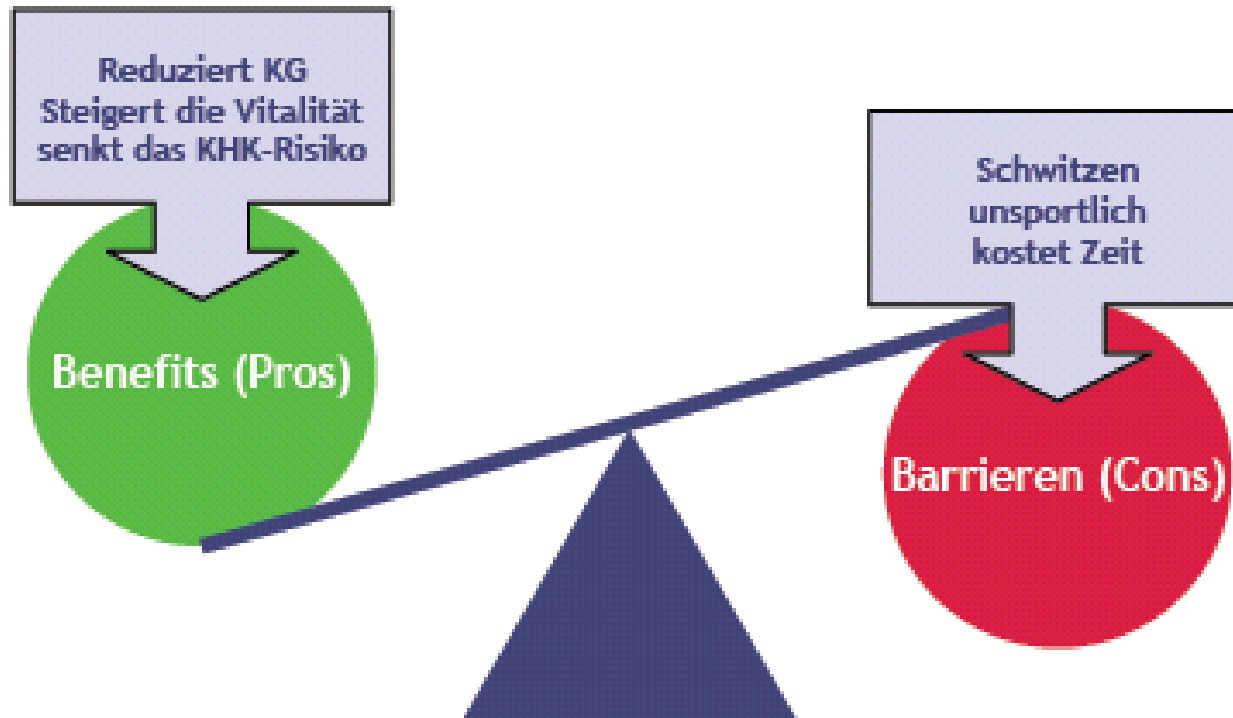 Reduziert KG
Steigert die Vitalität
senkt das KHK-Risiko
Benefits (Pros)
Schwitzen
unsportlich
kostet Zeit
Barrieren (Cons)